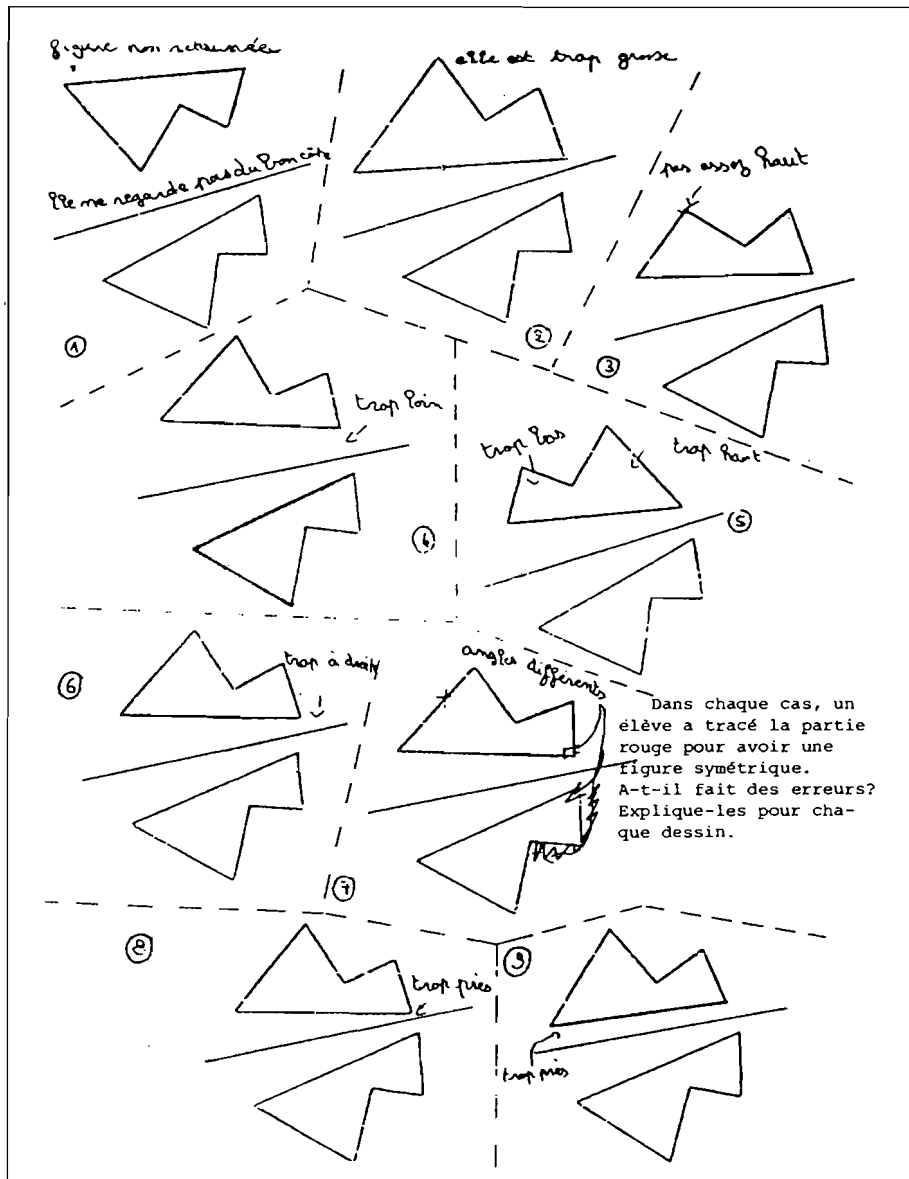 figure non retournée
elle est trop grosse
Elle ne regarde pas du bon côté
pas assez haut
①
②
③
trop loin
trop bas
trop haut
④
⑤
⑥
trop à droite
angles différents
Dans chaque cas, un
élève a tracé la partie
rouge pour avoir une
figure symétrique.
A-t-il fait des erreurs?
Explique-les pour cha-
que dessin.
⑦
⑧
⑨
trop près
trop près